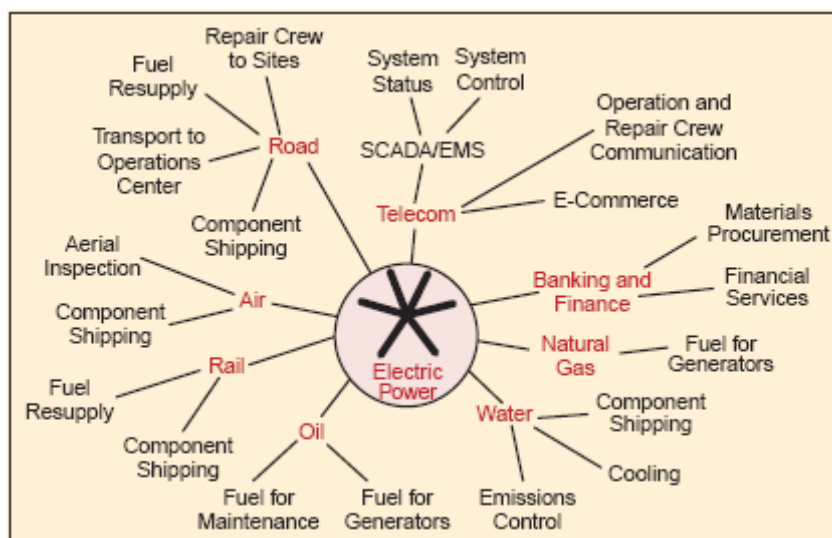 Repair Crew
to Sites
Fuel
Resupply
Transport to
Operations
Center
Road
Component
Shipping
System
Status
System
Control
SCADA/EMS
Operation and
Repair Crew
Communication
Telecom
E-Commerce
Materials
Procurement
Banking and
Finance
Financial
Services
Aerial
Inspection
Air
Component
Shipping
Natural
Gas
Fuel for
Generators
Electric
Power
Rail
Fuel
Resupply
Component
Shipping
Oil
Fuel for
Maintenance
Fuel for
Generators
Water
Component
Shipping
Cooling
Emissions
Control